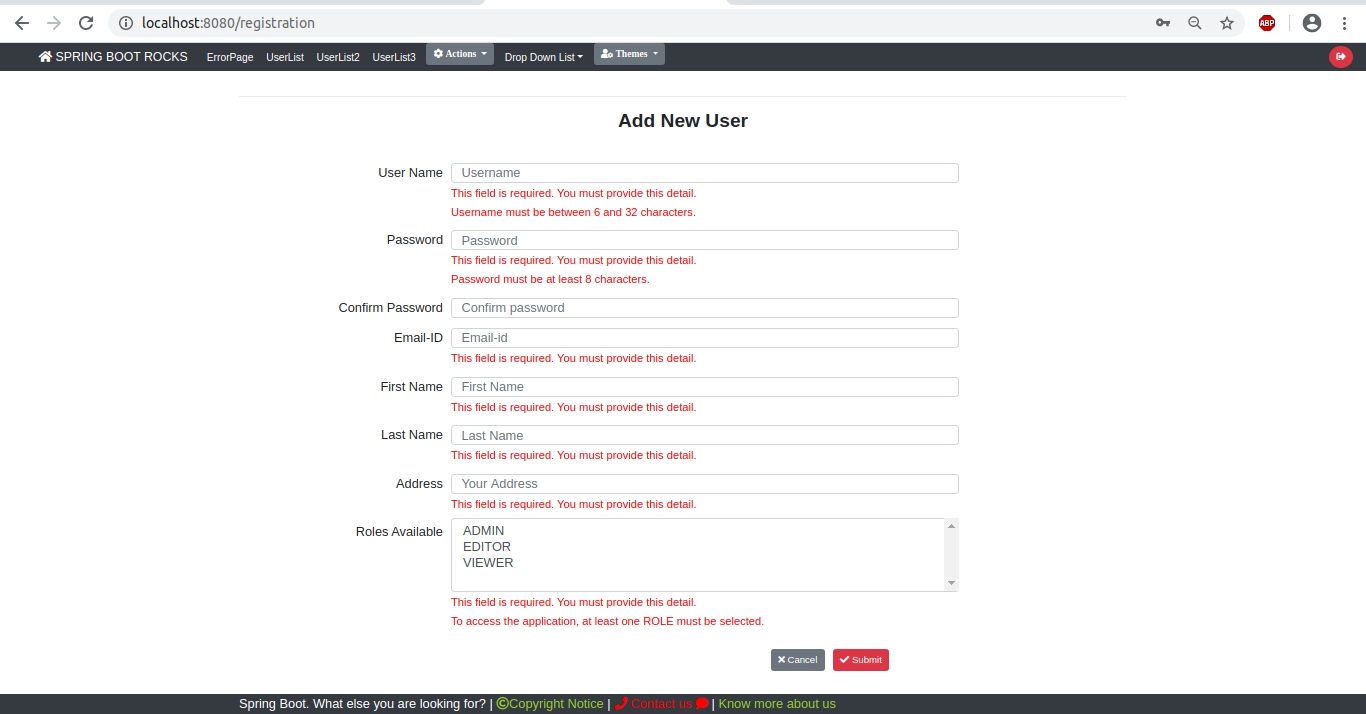 localhost:8080/registration
ABP
SPRING BOOT ROCKS ErrorPage UserList UserList2 UserList3 Actions Drop Down List Themes
Add New User
User Name Username
This field is required. You must provide this detail.
Username must be between 6 and 32 characters.
Password Password
This field is required. You must provide this detail.
Password must be at least 8 characters.
Confirm Password Confirm password
Email-ID Email-id
This field is required. You must provide this detail.
First Name First Name
This field is required. You must provide this detail.
Last Name Last Name
This field is required. You must provide this detail.
Address Your Address
This field is required. You must provide this detail.
Roles Available ADMIN
EDITOR
VIEWER
This field is required. You must provide this detail.
To access the application, at least one ROLE must be selected.
Cancel Submit
Spring Boot. What else you are looking for? | ©Copyright Notice | Contact us | Know more about us